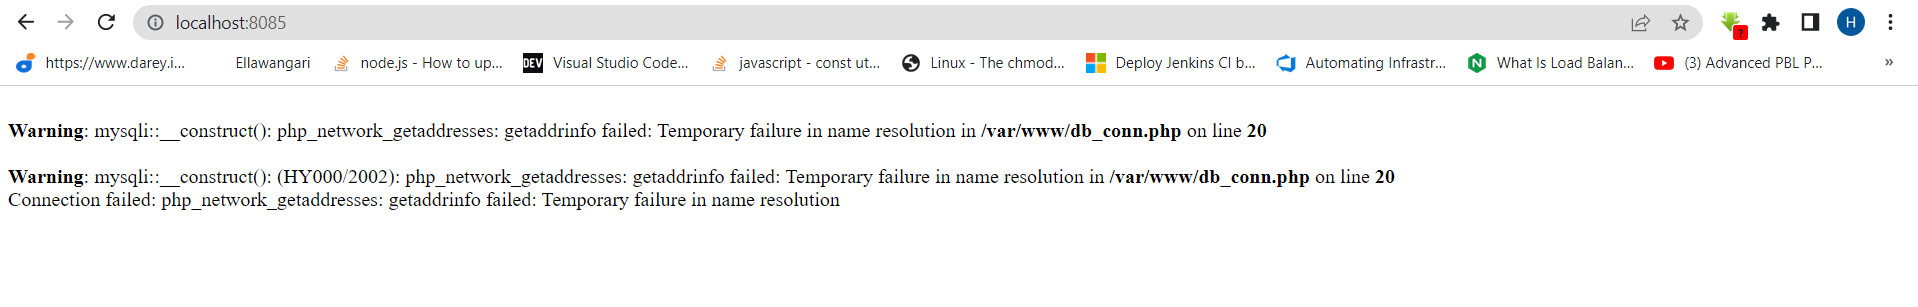 localhost:8085
H
?
https://www.darey.i...
Ellawangari
node.js - How to up...
DEV
Visual Studio Code...
javascript - const ut...
Linux - The chmod...
Deploy Jenkins CI b...
Automating Infrastr...
N
What Is Load Balan...
(3) Advanced PBL P...
»
Warning: mysqli::__construct(): php_network_getaddresses: getaddrinfo failed: Temporary failure in name resolution in /var/www/db_conn.php on line 20
Warning: mysqli::__construct(): (HY000/2002): php_network_getaddresses: getaddrinfo failed: Temporary failure in name resolution in /var/www/db_conn.php on line 20
Connection failed: php_network_getaddresses: getaddrinfo failed: Temporary failure in name resolution